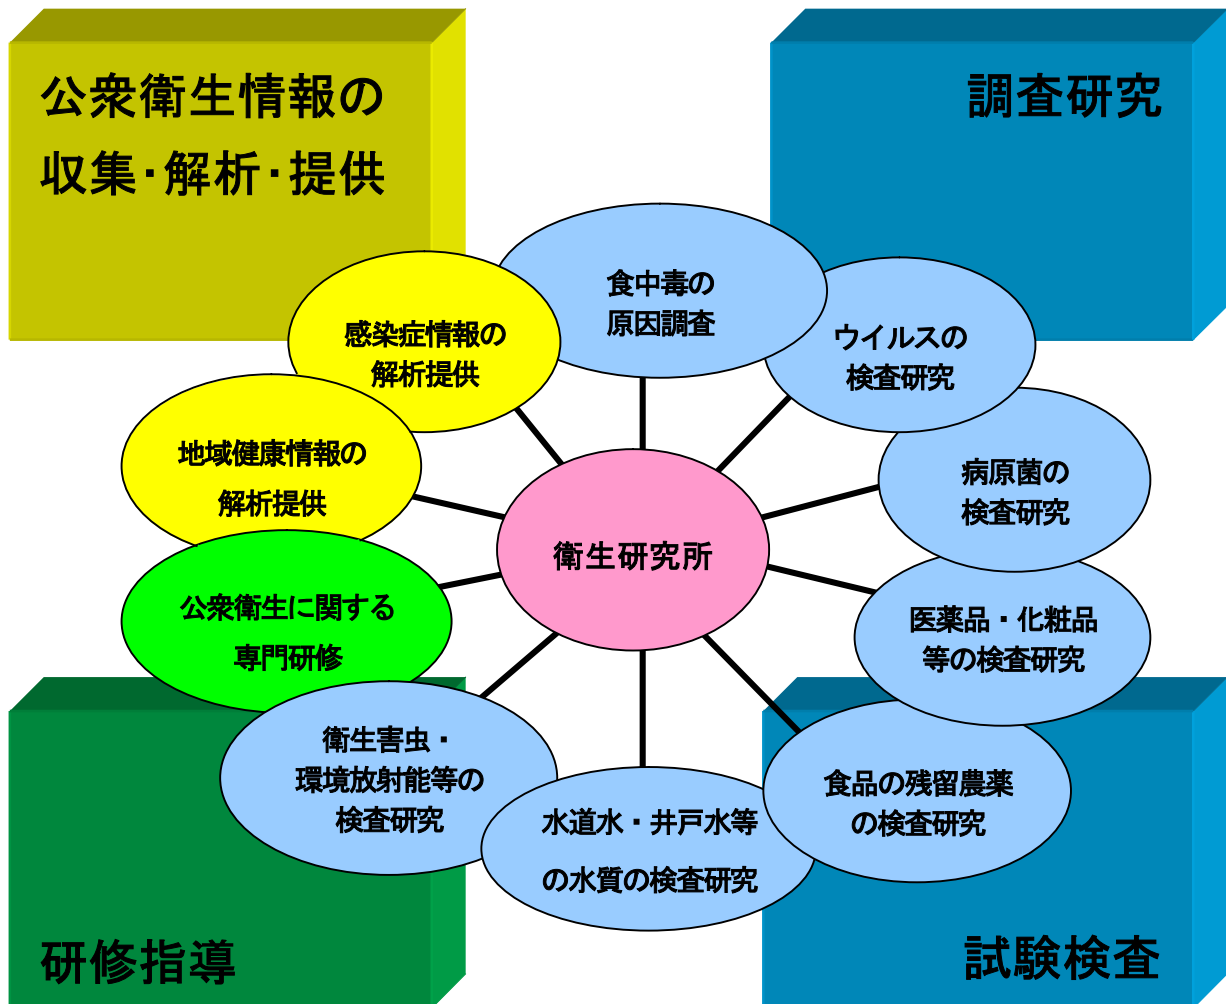 公衆衛生情報の
収集・解析・提供
調査研究
食中毒の
原因調査
感染症情報の
解析提供
ウイルスの
検査研究
地域健康情報の
解析提供
病原菌の
検査研究
衛生研究所
公衆衛生に関する
専門研修
医薬品・化粧品
等の検査研究
衛生害虫・
環境放射能等の
検査研究
食品の残留農薬
の検査研究
水道水・井戸水等
の水質の検査研究
研修指導
試験検査